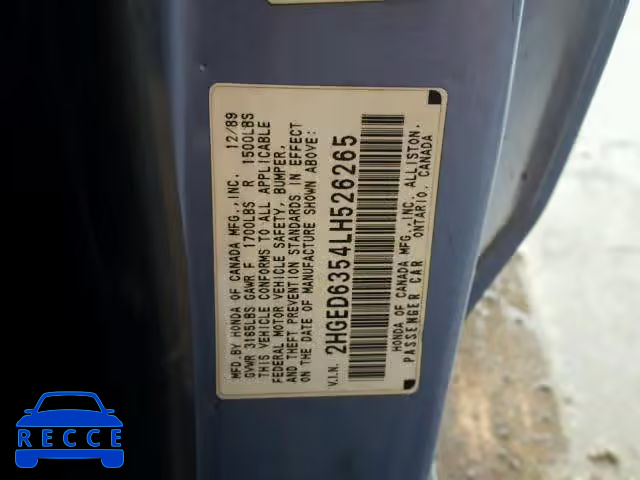 MFD.BY HONDA OF CANADA MFG.,INC. 12/89
GVWR 3185LBS GAWR F 1700LBS R 1500LBS
THIS VEHICLE CONFORMS TO ALL APPLICABLE
FEDERAL MOTOR VEHICLE SAFETY, BUMPER,
AND THEFT PREVENTION STANDARDS IN EFFECT
ON THE DATE OF MANUFACTURE SHOWN ABOVE:
V.I.N. 2HGED6354LH526265
HONDA OF CANADA MFG.,INC. ALLISTON,
PASSENGER CAR ONTARIO, CANADA
RECCE